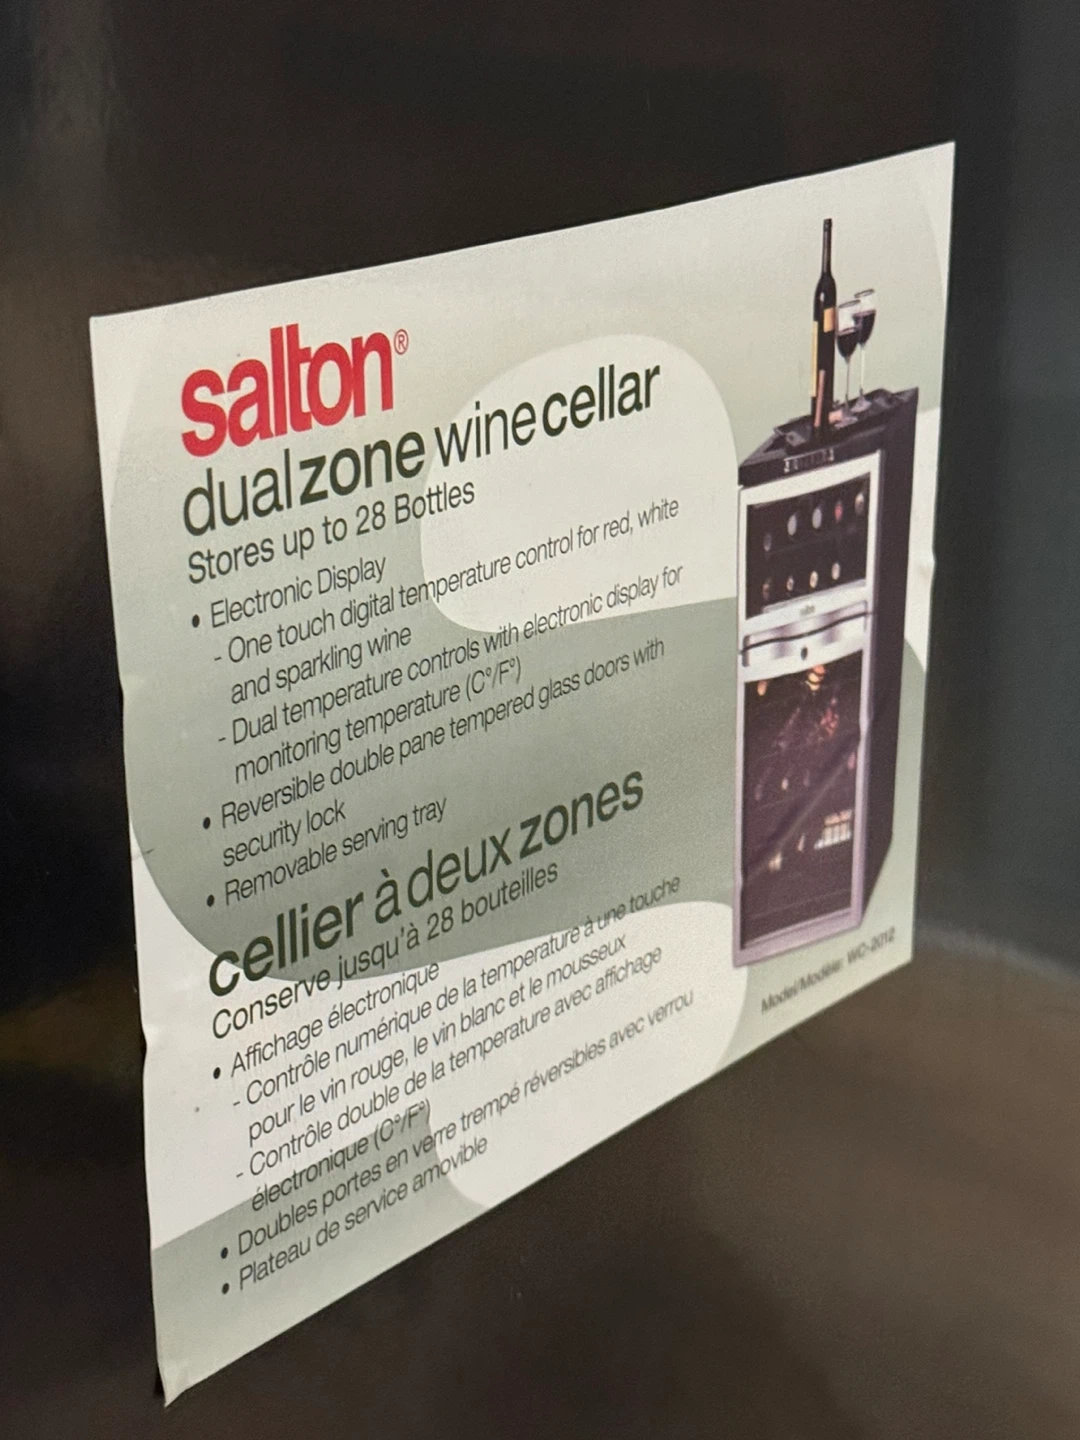 salton®
dualzone winecellar
Stores up to 28 Bottles
• Electronic Display
- One touch digital temperature control for red, white
and sparkling wine
- Dual temperature controls with electronic display for
monitoring temperature (C°/F°)
• Reversible double pane tempered glass doors with
security lock
• Removable serving tray
cellier à deux zones
Conserve jusqu'à 28 bouteilles
• Affichage électronique
- Contrôle numérique de la température à une touche
pour le vin rouge, le vin blanc et le mousseux
- Contrôle double de la temperature avec affichage
électronique (C°/F°)
• Doubles portes en verre trempé réversibles avec verrou
• Plateau de service amovible
Model/Modèle: WC-2012